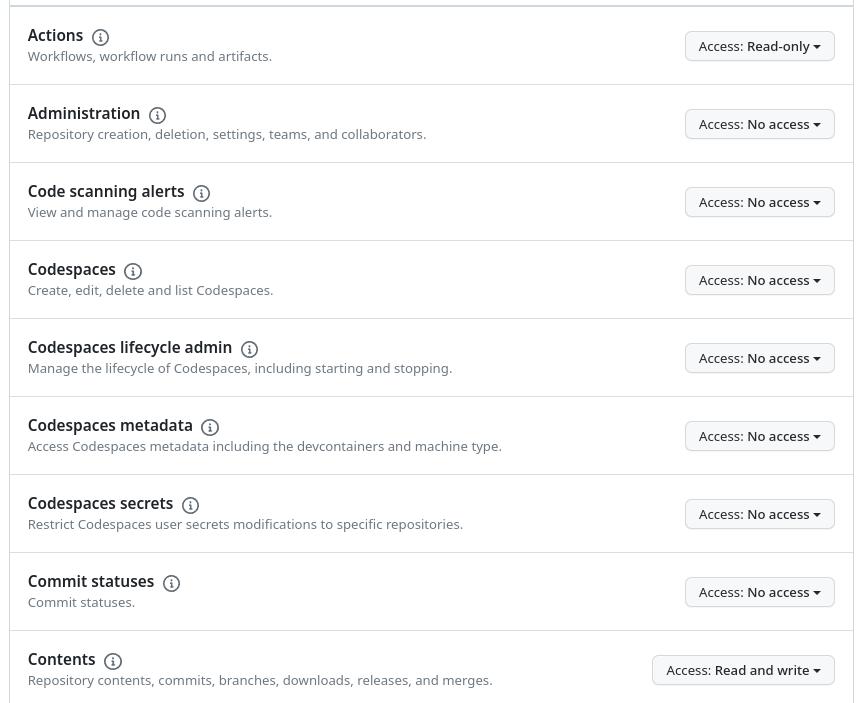 Actions
Workflows, workflow runs and artifacts.
Access: Read-only
Administration
Repository creation, deletion, settings, teams, and collaborators.
Access: No access
Code scanning alerts
View and manage code scanning alerts.
Access: No access
Codespaces
Create, edit, delete and list Codespaces.
Access: No access
Codespaces lifecycle admin
Manage the lifecycle of Codespaces, including starting and stopping.
Access: No access
Codespaces metadata
Access Codespaces metadata including the devcontainers and machine type.
Access: No access
Codespaces secrets
Restrict Codespaces user secrets modifications to specific repositories.
Access: No access
Commit statuses
Commit statuses.
Access: No access
Contents
Repository contents, commits, branches, downloads, releases, and merges.
Access: Read and write